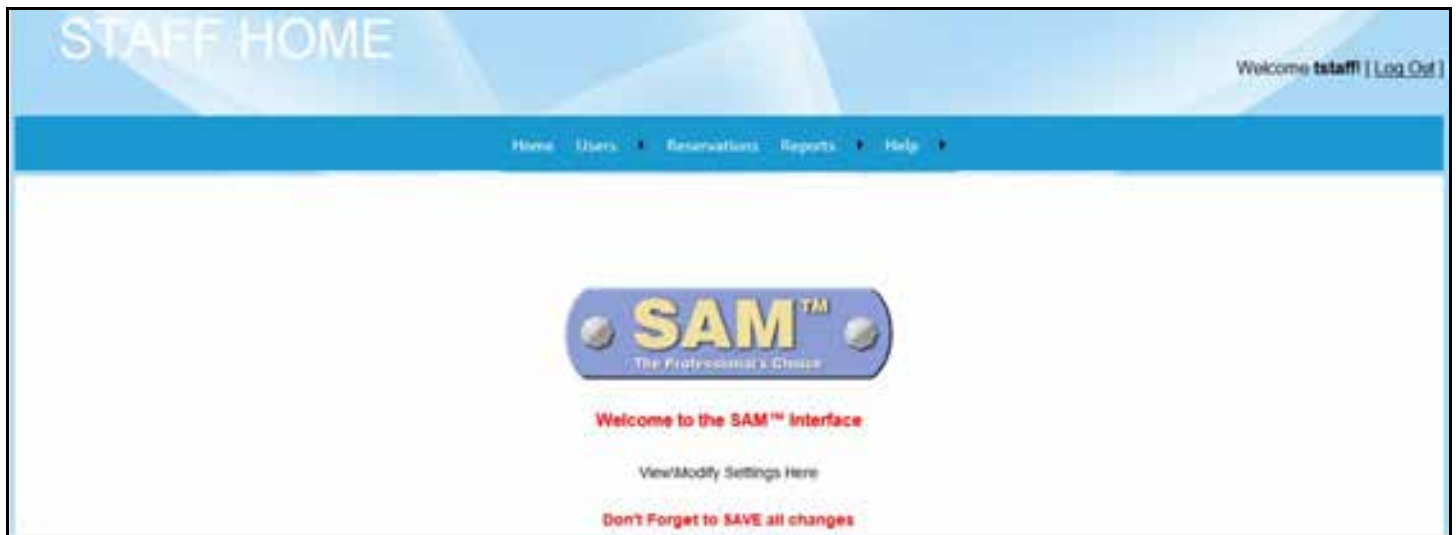 STAFF HOME
Welcome tstaff! [ Log Out ]
Home Users Reservations Reports Help
SAM™
The Professional's Choice
Welcome to the SAM™ Interface
View\Modify Settings Here
Don't Forget to SAVE all changes